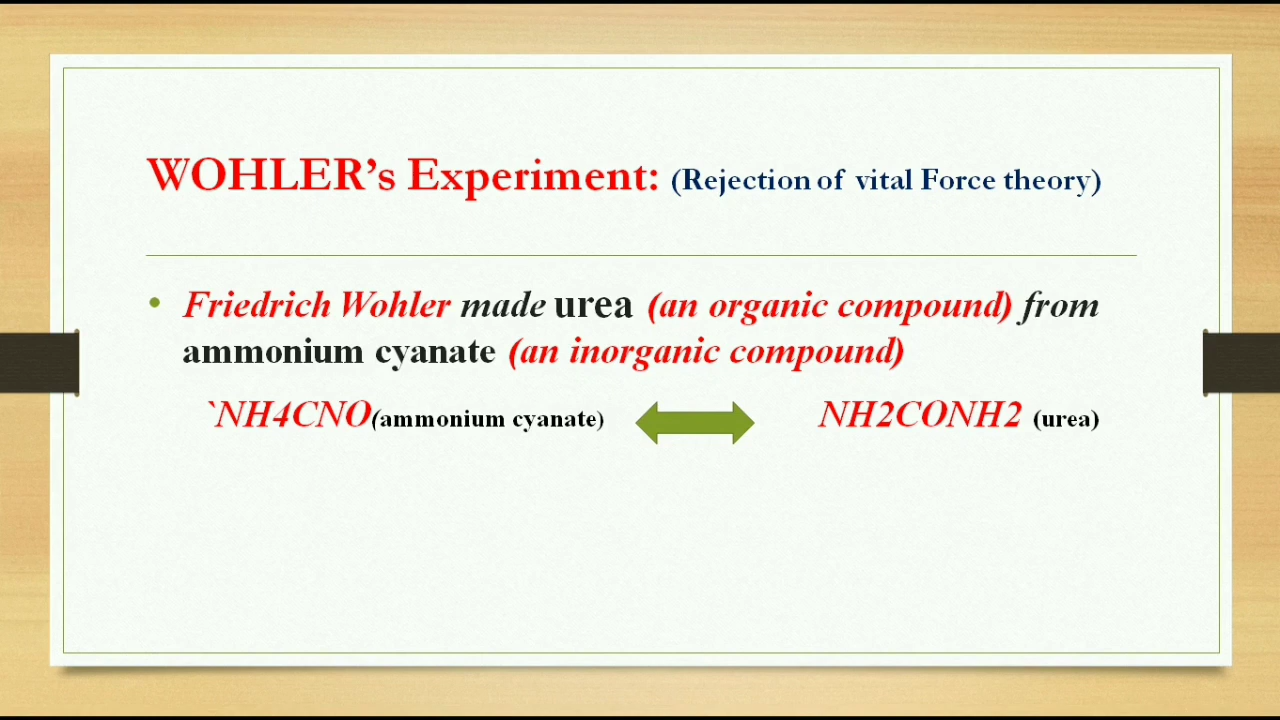 WOHLER’s Experiment: (Rejection of vital Force theory)
• Friedrich Wohler made urea (an organic compound) from
ammonium cyanate (an inorganic compound)
`NH4CNO(ammonium cyanate) NH2CONH2 (urea)